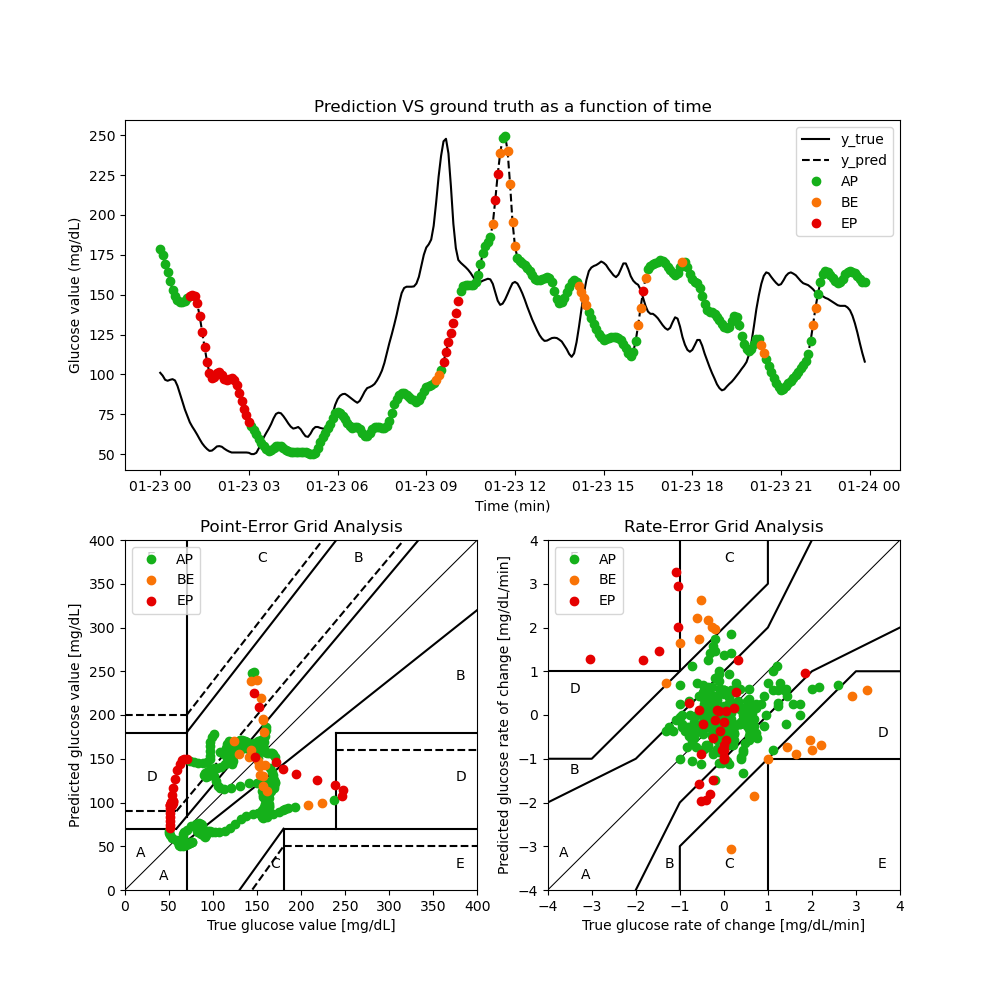 Prediction VS ground truth as a function of time
Glucose value (mg/dL)
250
225
200
175
150
125
100
75
50
y_true
y_pred
AP
BE
EP
01-23 00 01-23 03 01-23 06 01-23 09 01-23 12 01-23 15 01-23 18 01-23 21 01-24 00
Time (min)
Point-Error Grid Analysis
Predicted glucose value [mg/dL]
400
350
300
250
200
150
100
50
0
AP
BE
EP
C
B
B
D
D
A
A
C
E
0 50 100 150 200 250 300 350 400
True glucose value [mg/dL]
Rate-Error Grid Analysis
Predicted glucose rate of change [mg/dL/min]
4
3
2
1
0
−1
−2
−3
−4
AP
BE
EP
C
D
D
B
A
A
B
C
E
−4 −3 −2 −1 0 1 2 3 4
True glucose rate of change [mg/dL/min]